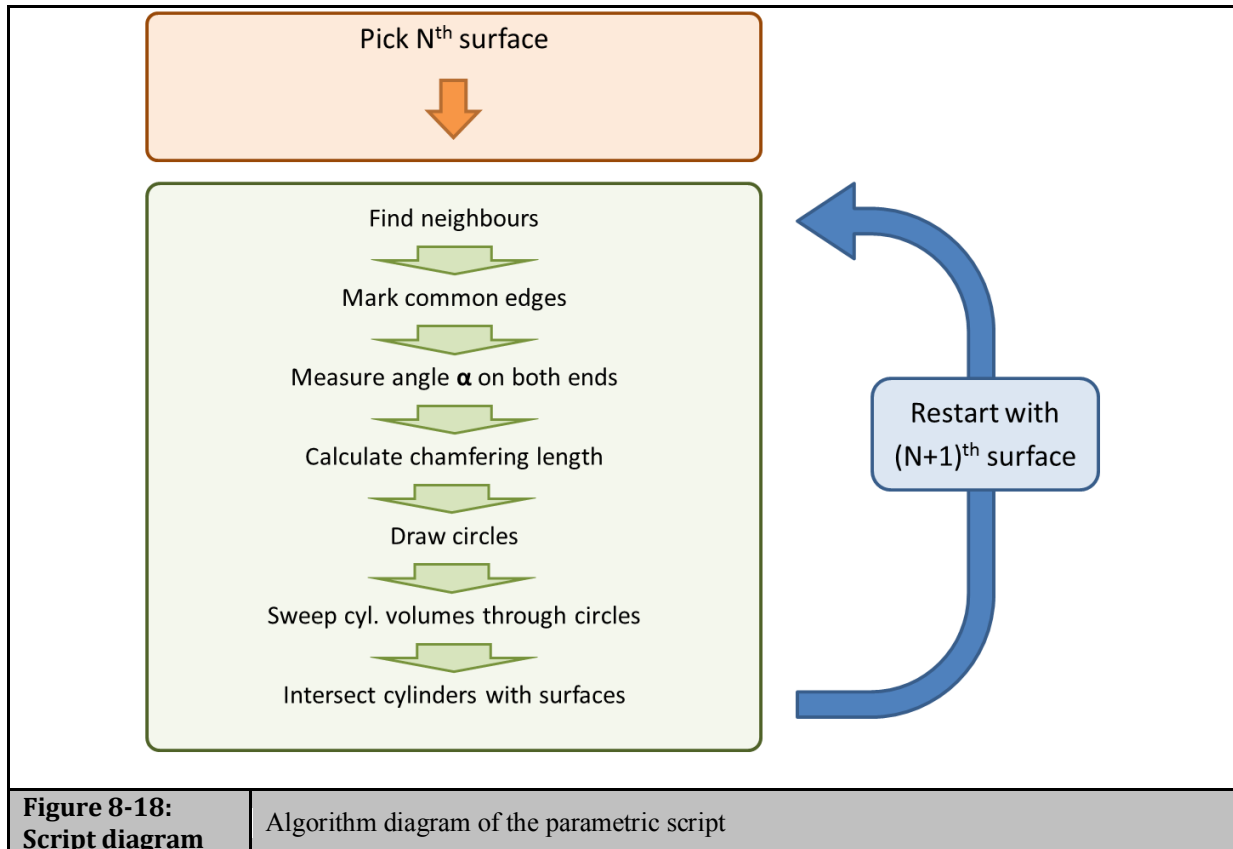 Pick Nth surface
Find neighbours
Mark common edges
Measure angle α on both ends
Calculate chamfering length
Draw circles
Sweep cyl. volumes through circles
Intersect cylinders with surfaces
Restart with
(N+1)th surface
Figure 8-18:
Script diagram
Algorithm diagram of the parametric script